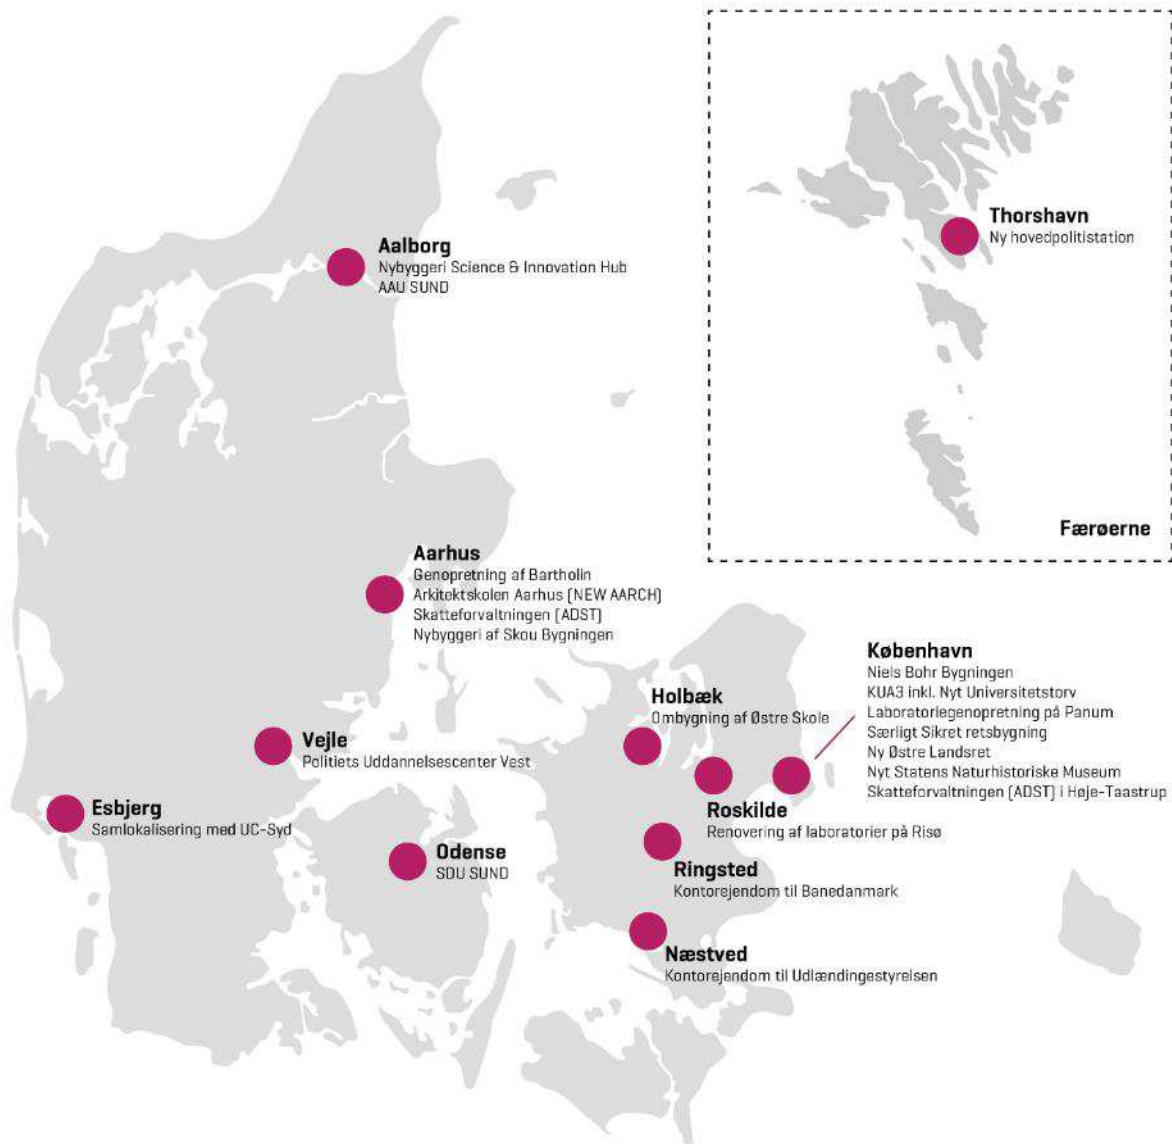 Aalborg
Nybyggeri Science & Innovation Hub
AAU SUND
Thorshavn
Ny hovedpolitistation
Færøerne
Aarhus
Genopretning af Bartholin
Arkitektskolen Aarhus (NEW AARCH)
Skatteforvaltningen (ADST)
Nybyggeri af Skou Bygningen
København
Niels Bohr Bygningen
KUA3 inkl. Nyt Universitetstorv
Laboratoriegenopretning på Panum
Særligt Sikret retsbygning
Ny Østre Landsret
Nyt Statens Naturhistoriske Museum
Skatteforvaltningen (ADST) i Høje-Taastrup
Holbæk
Ombygning af Østre Skole
Vejle
Politiets Uddannelsescenter Vest
Esbjerg
Samlokalisering med UC-Syd
Roskilde
Renovering af laboratorier på Risø
Odense
SDU SUND
Ringsted
Kontorejendom til Banedanmark
Næstved
Kontorejendom til Udlændingestyrelsen